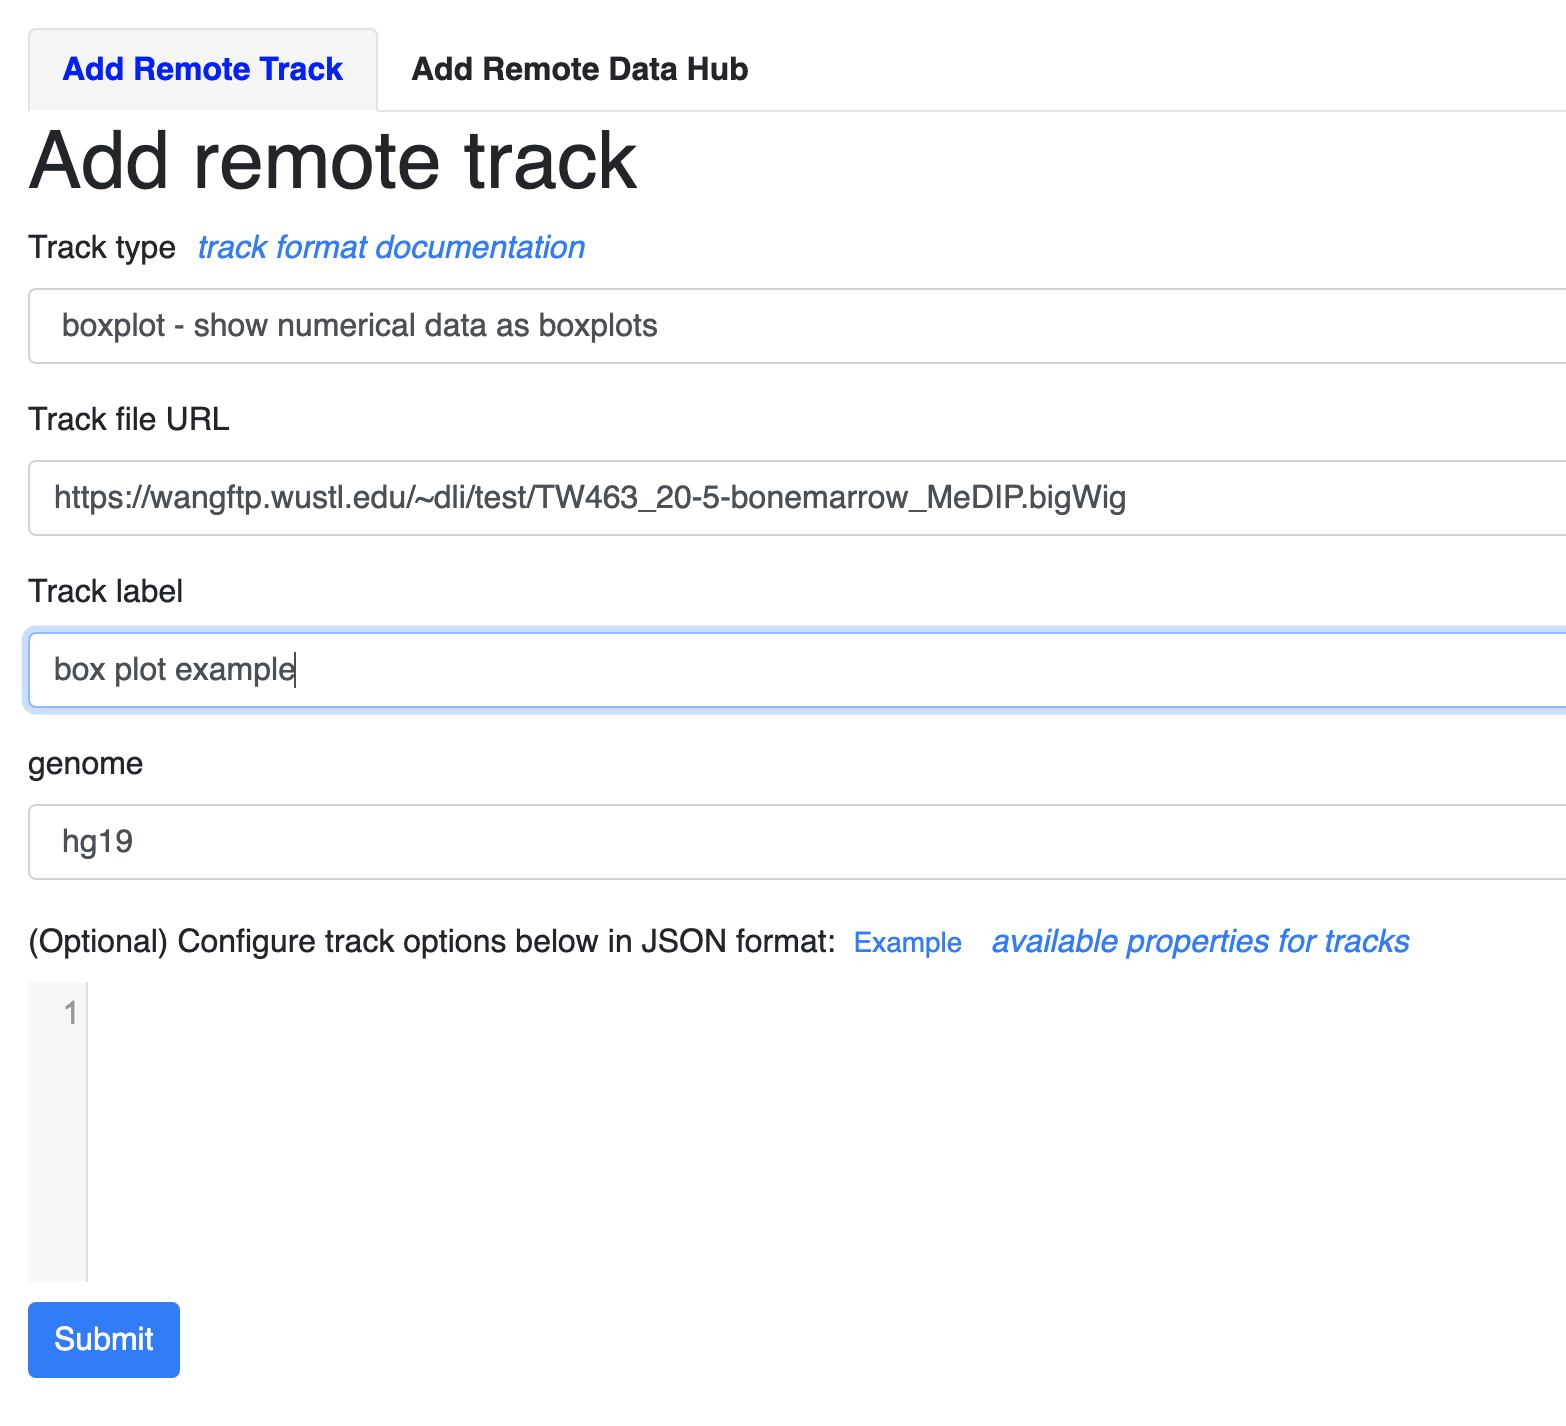 Add Remote Track Add Remote Data Hub
Add remote track
Track type track format documentation
boxplot - show numerical data as boxplots
Track file URL
https://wangftp.wustl.edu/~dli/test/TW463_20-5-bonemarrow_MeDIP.bigWig
Track label
box plot example
genome
hg19
(Optional) Configure track options below in JSON format: Example available properties for tracks
1
Submit